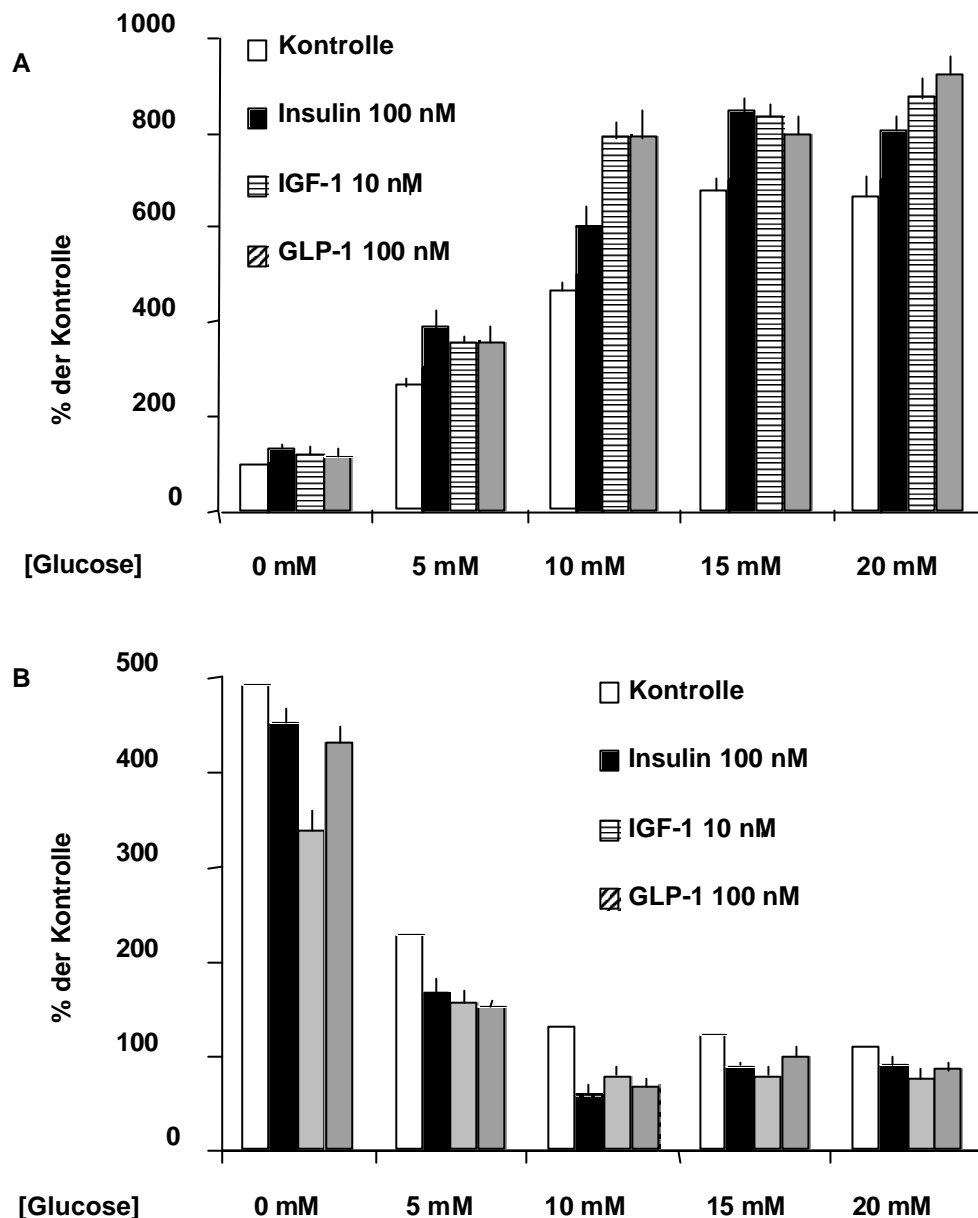 A
% der Kontrolle
1000
800
600
400
200
0
Kontrolle
Insulin 100 nM
IGF-1 10 nM
GLP-1 100 nM
[Glucose] 0 mM 5 mM 10 mM 15 mM 20 mM
B
% der Kontrolle
500
400
300
200
100
0
Kontrolle
Insulin 100 nM
IGF-1 10 nM
GLP-1 100 nM
[Glucose] 0 mM 5 mM 10 mM 15 mM 20 mM